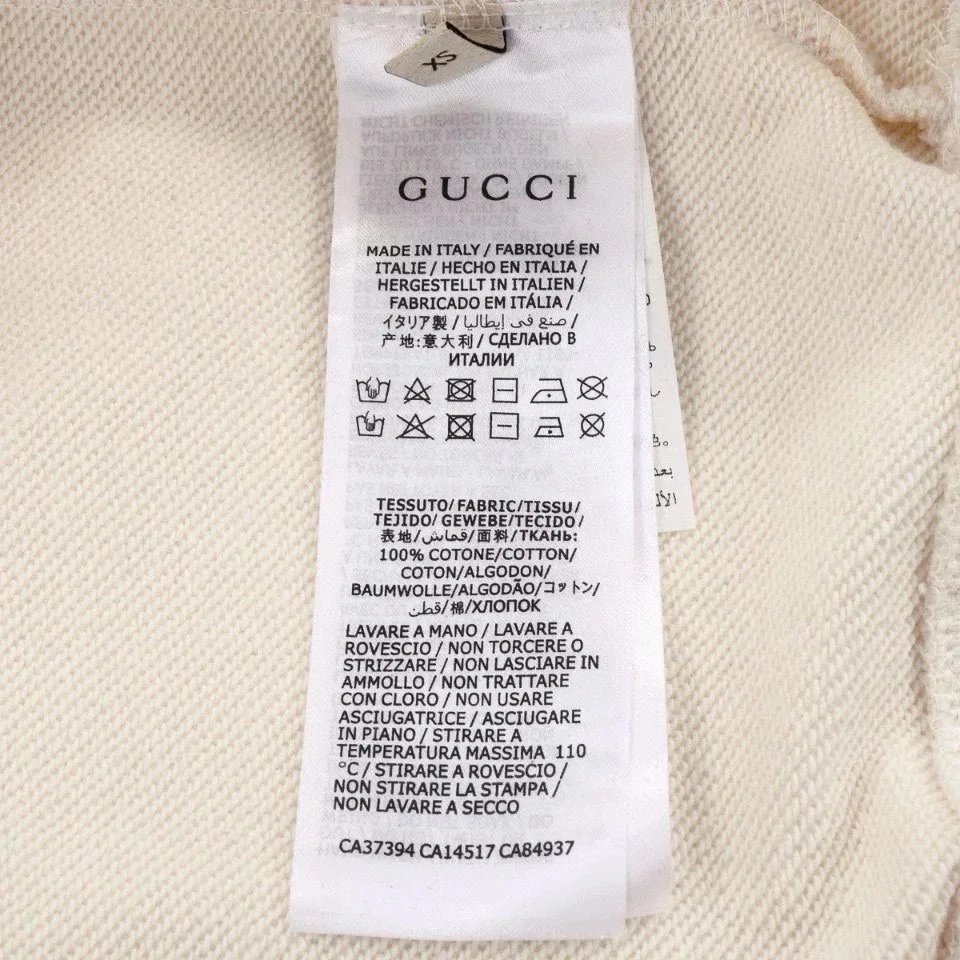 XS
GUCCI
MADE IN ITALY / FABRIQUÉ EN
ITALIE / HECHO EN ITALIA /
HERGESTELLT IN ITALIEN /
FABRICADO EM ITÁLIA /
イタリア製 / صنع في إيطاليا /
产地:意大利 / СДЕЛАНО В
ИТАЛИИ
TESSUTO/FABRIC/TISSU/
TEJIDO/ GEWEBE/TECIDO/
表地/قماش/面料/ТКАНЬ:
100% COTONE/COTTON/
COTON/ALGODON/
BAUMWOLLE/ALGODÃO/コットン/
قطن/棉/ХЛОПОК
LAVARE A MANO / LAVARE A
ROVESCIO / NON TORCERE O
STRIZZARE / NON LASCIARE IN
AMMOLLO / NON TRATTARE
CON CLORO / NON USARE
ASCIUGATRICE / ASCIUGARE
IN PIANO / STIRARE A
TEMPERATURA MASSIMA 110
°C / STIRARE A ROVESCIO /
NON STIRARE LA STAMPA /
NON LAVARE A SECCO
CA37394 CA14517 CA84937